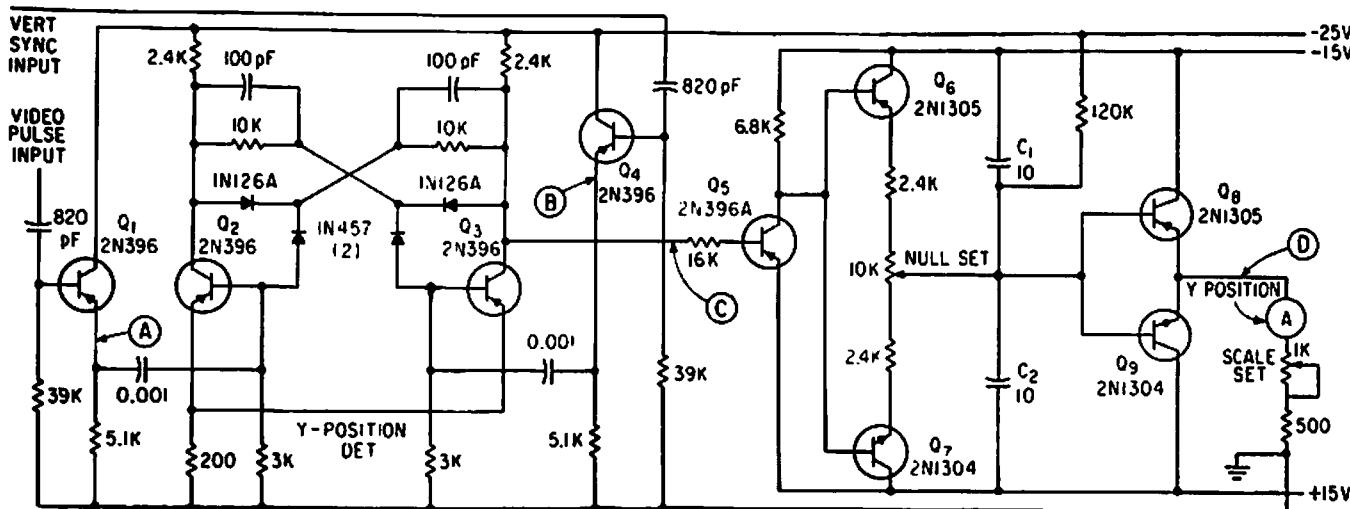 VERT
SYNC
INPUT
VIDEO
PULSE
INPUT
2.4K
100 pF
100 pF
2.4K
820 pF
-25V
-15V
10K
10K
1N126A
1N126A
1N457
(2)
820
pF
Q1
2N396
Q2
2N396
Q3
2N396
Q4
2N396
B
A
C
0.001
0.001
39K
5.1K
200
3K
Y-POSITION
DET
3K
5.1K
39K
6.8K
Q5
2N396A
16K
Q6
2N1305
2.4K
10K
NULL SET
2.4K
Q7
2N1304
C1
10
C2
10
120K
Q8
2N1305
D
Y POSITION
A
Q9
2N1304
1K
SCALE
SET
500
+15V